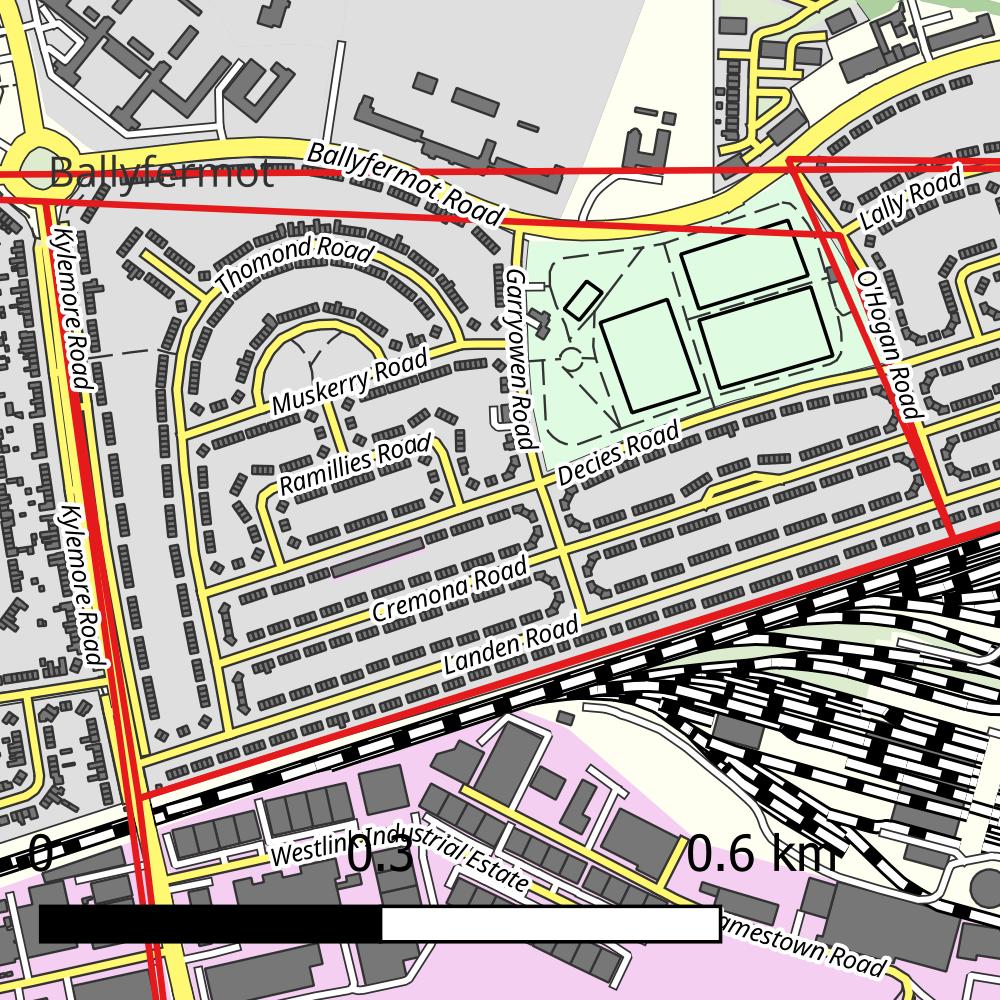 Ballyfermot
Ballyfermot Road
Lally Road
Thomond Road
Kylemore Road
Garryowen Road
O'Hogan Road
Muskerry Road
Ramillies Road
Decies Road
Kylemore Road
Cremona Road
Landen Road
Westlink Industrial Estate
0 0.3 0.6 km
Jamestown Road